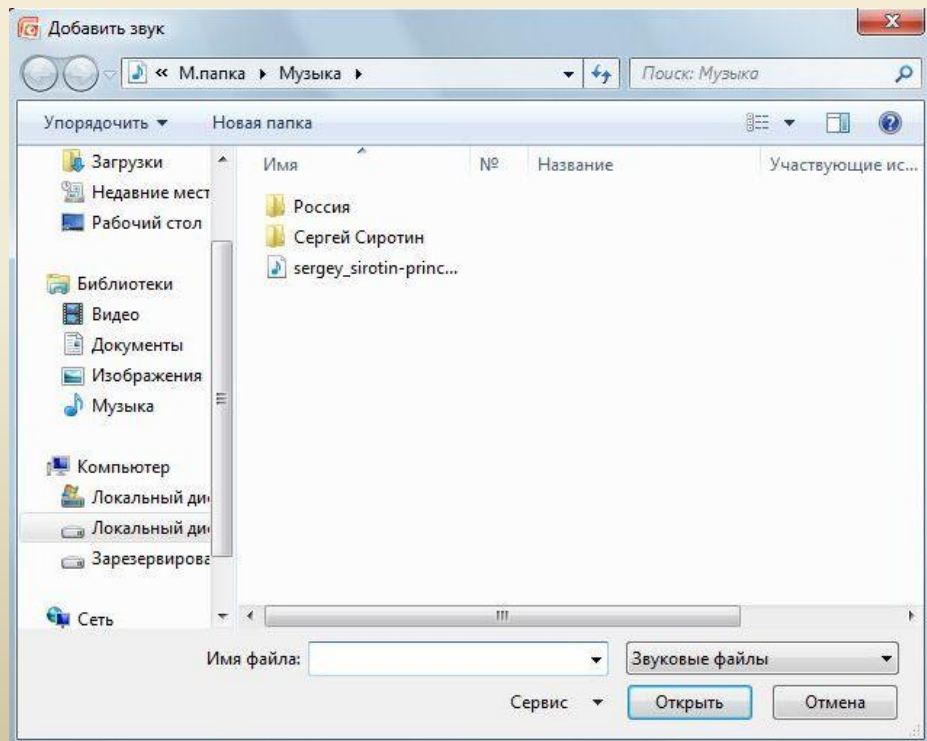 Добавить звук
« М.папка ▸ Музыка ▸ Поиск: Музыка
Упорядочить ▼ Новая папка
Загрузки
Недавние мест
Рабочий стол
Библиотеки
Видео
Документы
Изображения
Музыка
Компьютер
Локальный ди
Локальный ди
Зарезервирова
Сеть
Имя № Название Участвующие ис...
Россия
Сергей Сиротин
sergey_sirotin-princ...
Имя файла: Звуковые файлы
Сервис ▼ Открыть Отмена